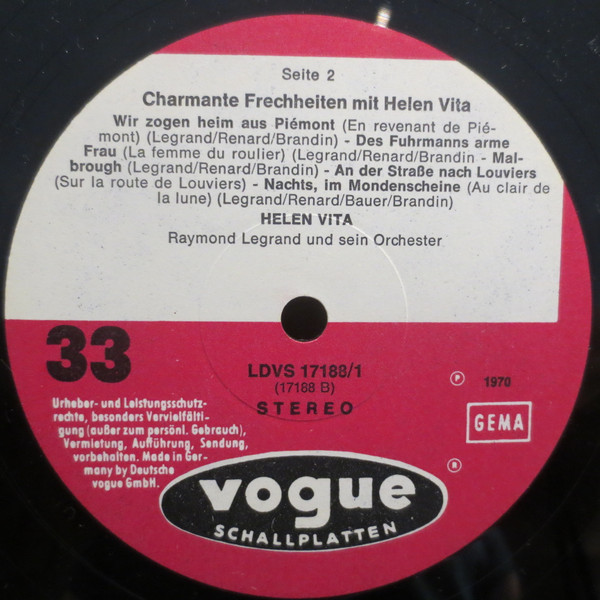 Seite 2
Charmante Frechheiten mit Helen Vita
Wir zogen heim aus Piémont (En revenant de Pié-
mont) (Legrand/Renard/Brandin) - Des Fuhrmanns arme
Frau (La femme du roulier) (Legrand/Renard/Brandin - Mal-
brough (Legrand/Renard/Brandin) - An der Straße nach Louviers
(Sur la route de Louviers) - Nachts, im Mondenscheine (Au clair de
la lune) (Legrand/Renard/Bauer/Brandin)
HELEN ViTA
Raymond Legrand und sein Orchester
33
LDVS 17188/1
(17188 B)
STEREO
Ⓟ 1970
GEMA
Urheber- und Leistungsschutz-
rechte, besonders Vervielfälti-
gung (außer zum persönl. Gebrauch),
Vermietung, Aufführung, Sendung,
vorbehalten. Made in Ger-
many by Deutsche
vogue GmbH.
®
vogue
SCHALLPLATTEN